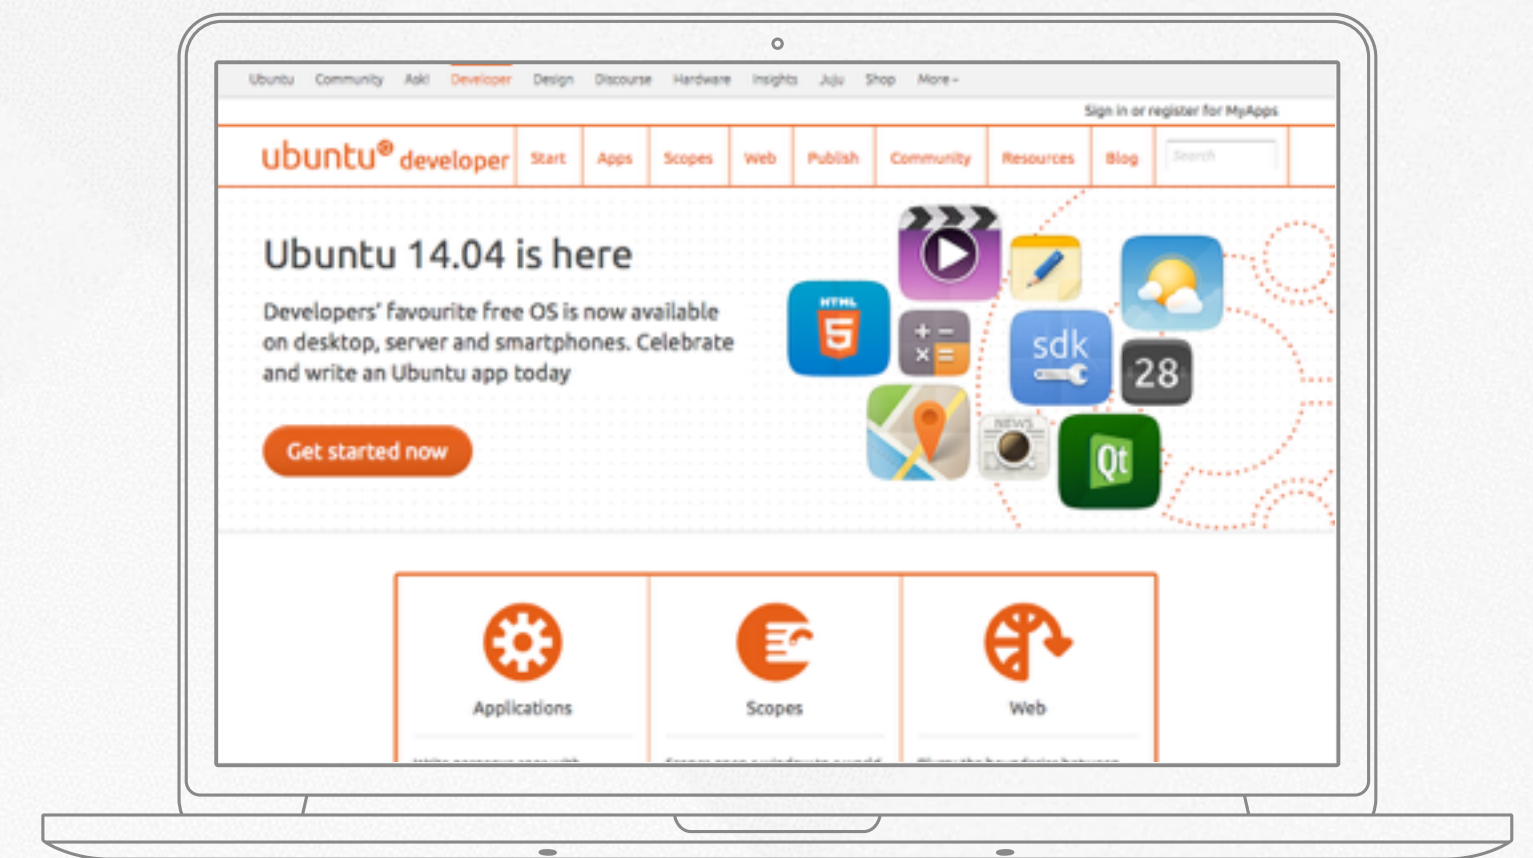 Ubuntu Community Ask! Developer Design Discourse Hardware Insights Juju Shop More
Sign in or register for MyApps
ubuntu® developer Start Apps Scopes Web Publish Community Resources Blog Search
Ubuntu 14.04 is here
Developers’ favourite free OS is now available
on desktop, server and smartphones. Celebrate
and write an Ubuntu app today
Get started now
HTML
5
sdk
28
NEWS
Qt
Applications Scopes Web